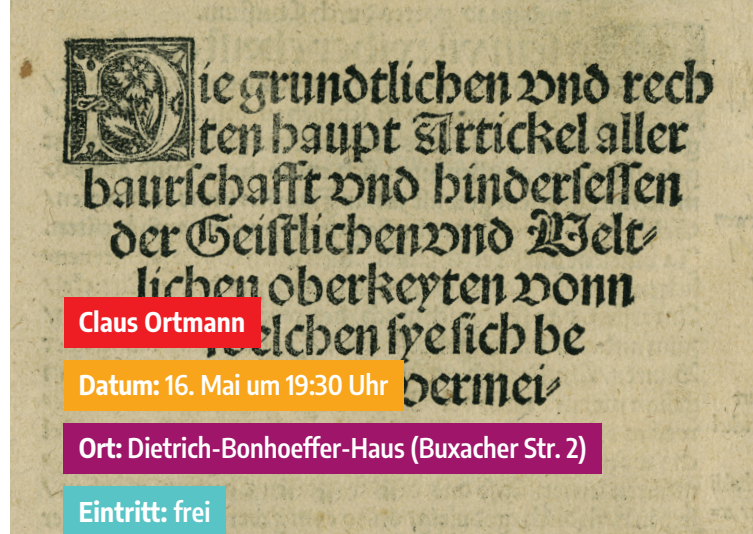 Die grundtlichen vnd rech
ten haupt Artickel aller
baurſchafft vnd hinderſeſſen
der Geiſtlichen vnd Welt⸗
lichen oberkeyten vonn
welchen ſye ſich be
vermei⸗
Claus Ortmann
Datum: 16. Mai um 19:30 Uhr
Ort: Dietrich-Bonhoeffer-Haus (Buxacher Str. 2)
Eintritt: frei